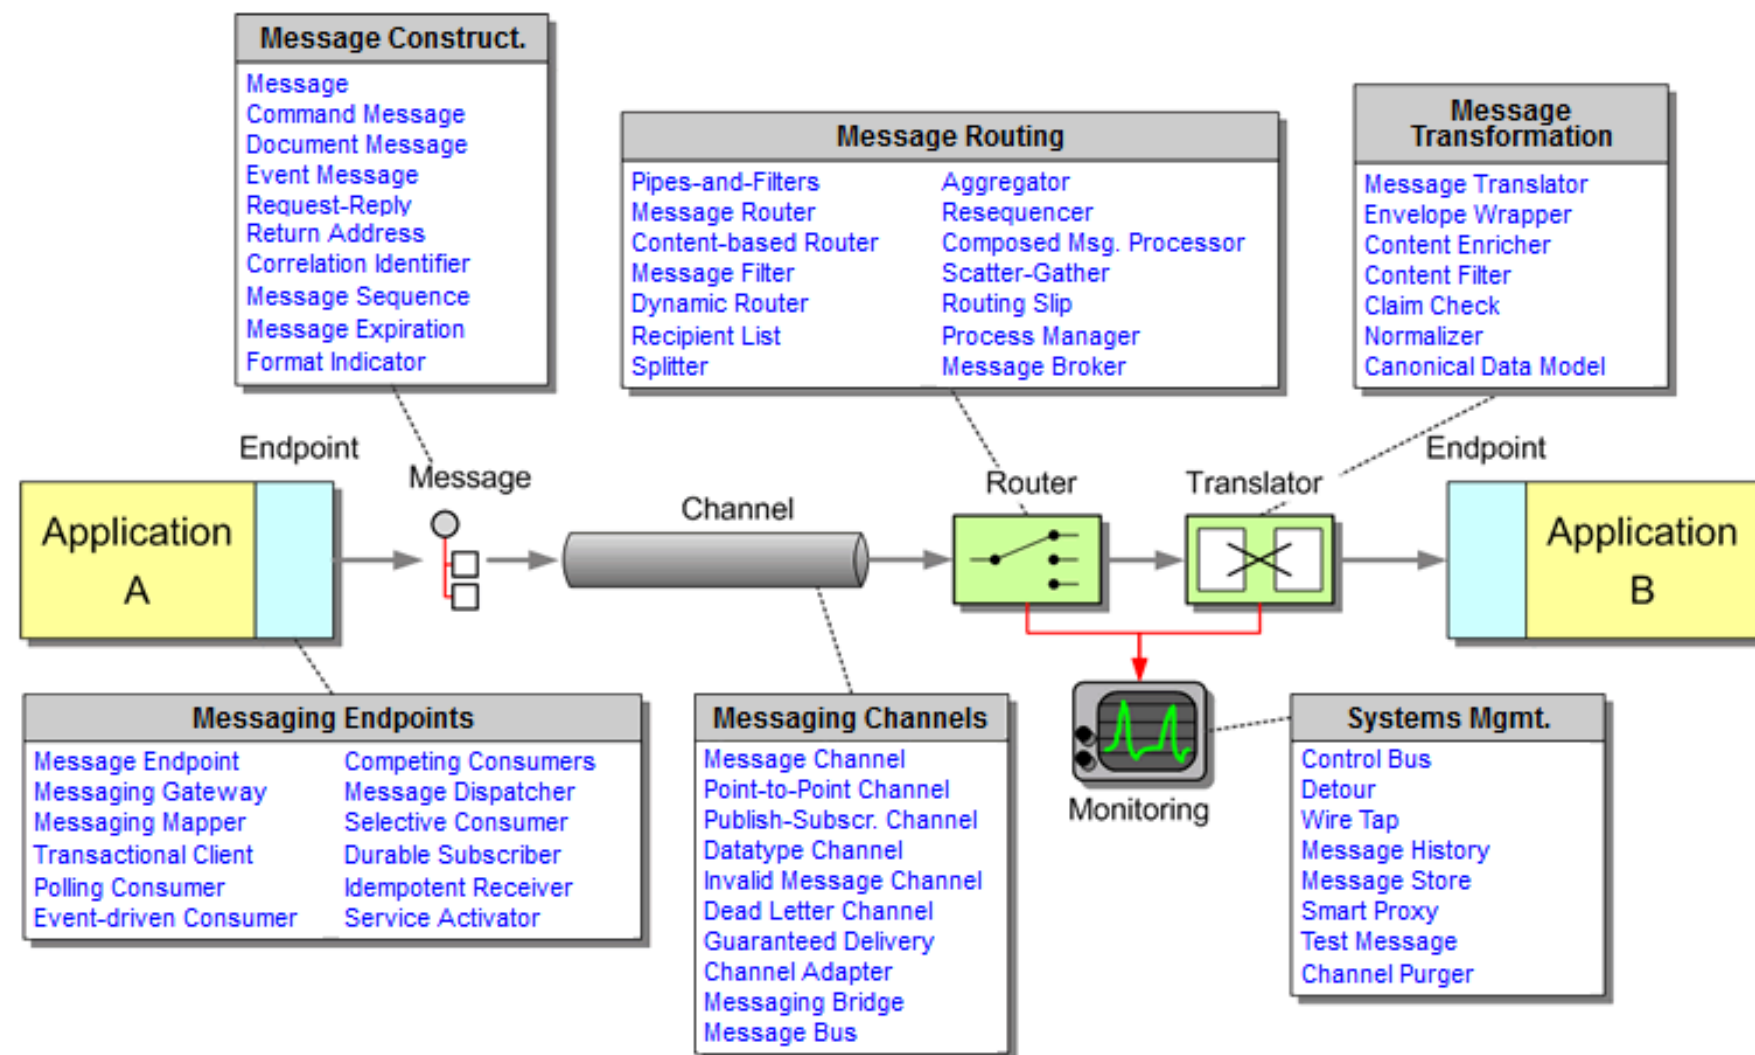 Message Construct.
Message
Command Message
Document Message
Event Message
Request-Reply
Return Address
Correlation Identifier
Message Sequence
Message Expiration
Format Indicator
Message Routing
Pipes-and-Filters
Message Router
Content-based Router
Message Filter
Dynamic Router
Recipient List
Splitter
Aggregator
Resequencer
Composed Msg. Processor
Scatter-Gather
Routing Slip
Process Manager
Message Broker
Message
Transformation
Message Translator
Envelope Wrapper
Content Enricher
Content Filter
Claim Check
Normalizer
Canonical Data Model
Endpoint
Application
A
Message
Channel
Router
Translator
Endpoint
Application
B
Messaging Endpoints
Message Endpoint
Messaging Gateway
Messaging Mapper
Transactional Client
Polling Consumer
Event-driven Consumer
Competing Consumers
Message Dispatcher
Selective Consumer
Durable Subscriber
Idempotent Receiver
Service Activator
Messaging Channels
Message Channel
Point-to-Point Channel
Publish-Subscr. Channel
Datatype Channel
Invalid Message Channel
Dead Letter Channel
Guaranteed Delivery
Channel Adapter
Messaging Bridge
Message Bus
Monitoring
Systems Mgmt.
Control Bus
Detour
Wire Tap
Message History
Message Store
Smart Proxy
Test Message
Channel Purger